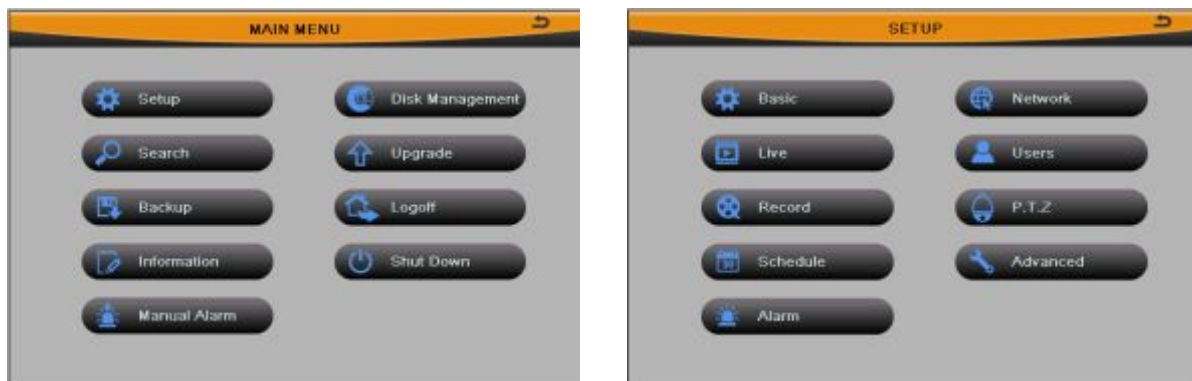 MAIN MENU
Setup
Disk Management
Search
Upgrade
Backup
Logoff
Information
Shut Down
Manual Alarm
SETUP
Basic
Network
Live
Users
Record
P.T.Z
Schedule
Advanced
Alarm